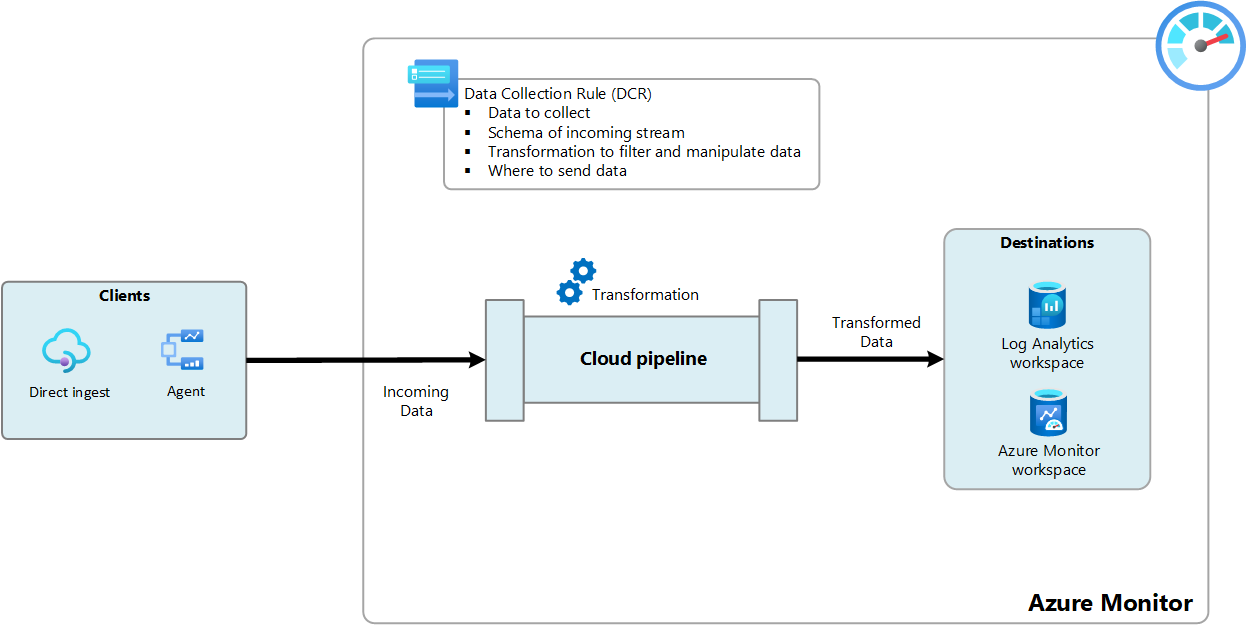 Data Collection Rule (DCR)
▪ Data to collect
▪ Schema of incoming stream
▪ Transformation to filter and manipulate data
▪ Where to send data
Clients
Direct ingest
Agent
Incoming
Data
Transformation
Cloud pipeline
Transformed
Data
Destinations
Log Analytics
workspace
Azure Monitor
workspace
Azure Monitor